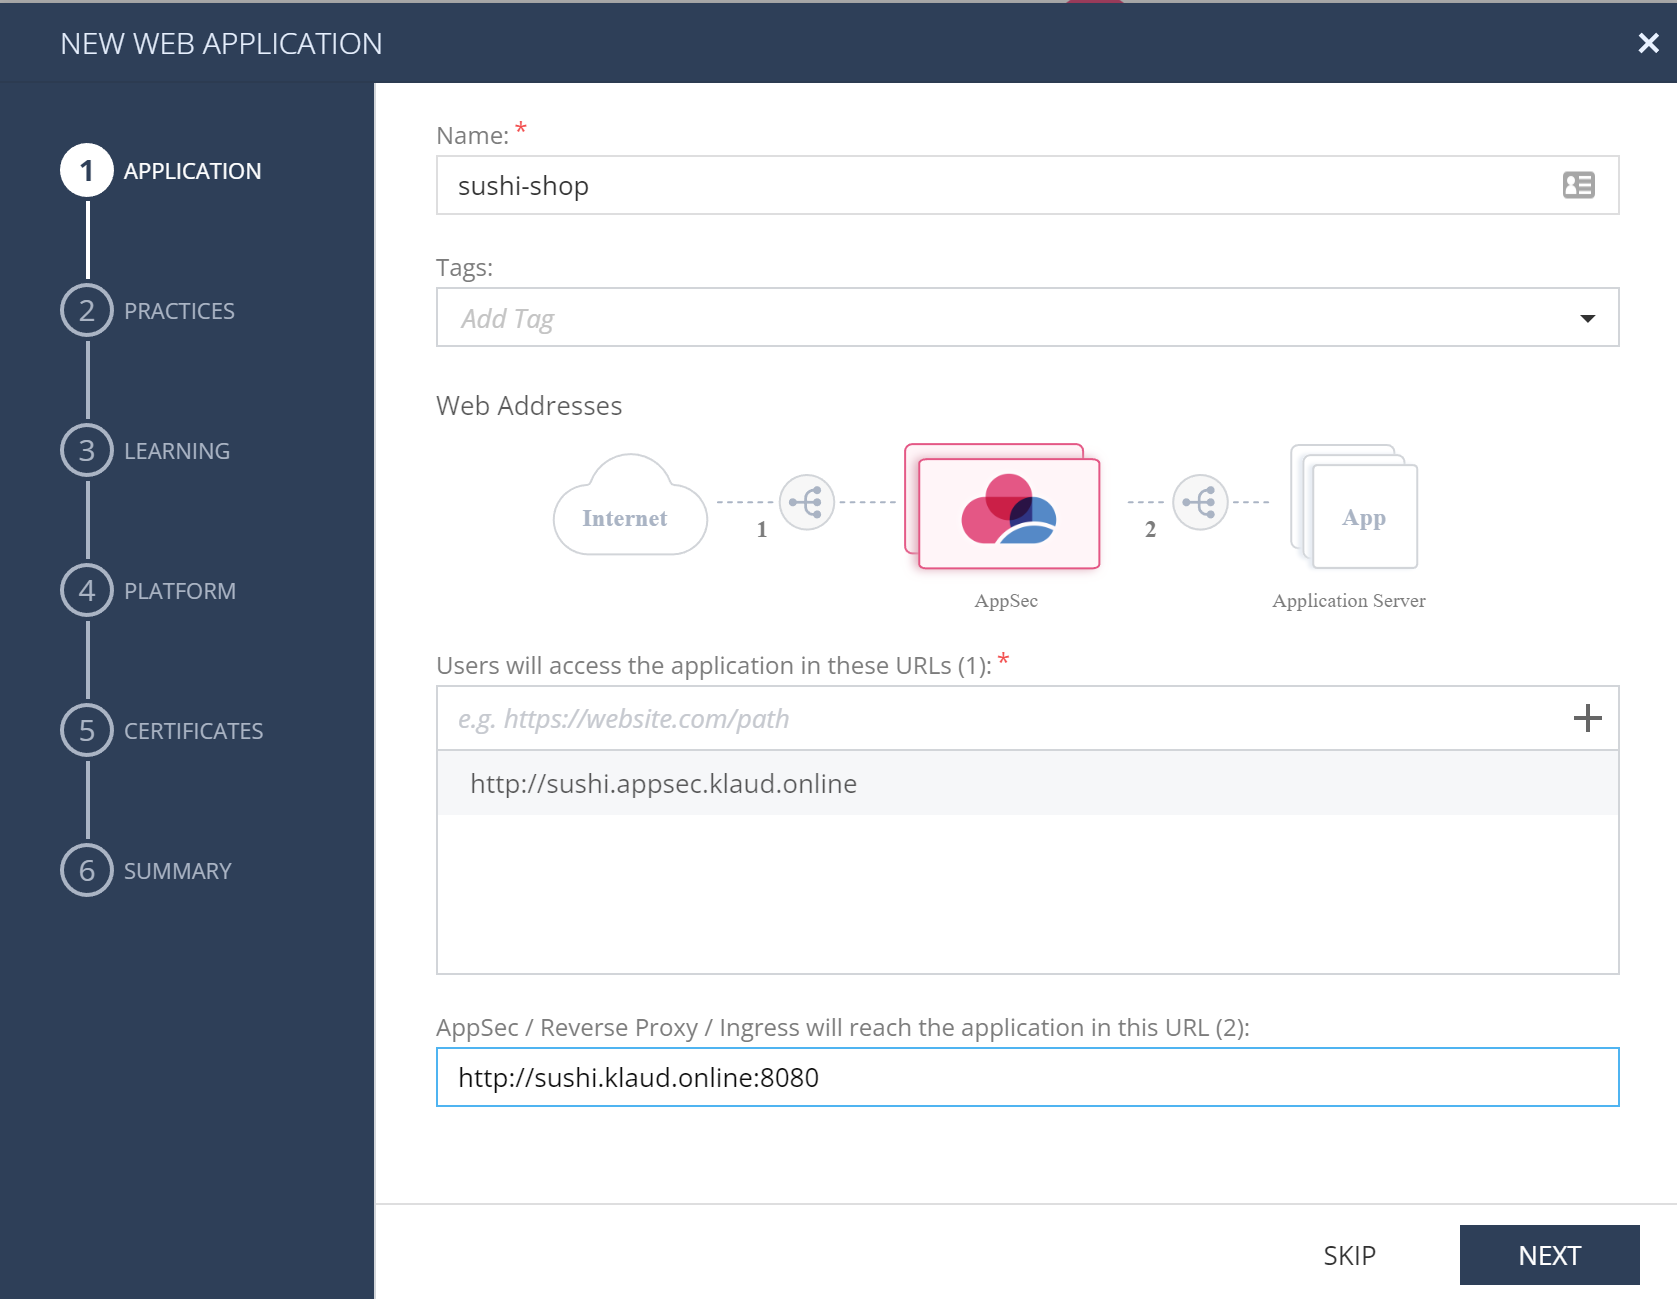 NEW WEB APPLICATION
1 APPLICATION
2 PRACTICES
3 LEARNING
4 PLATFORM
5 CERTIFICATES
6 SUMMARY
Name: *
sushi-shop
Tags:
Add Tag
Web Addresses
Internet
1
2
App
AppSec
Application Server
Users will access the application in these URLs (1): *
e.g. https://website.com/path
http://sushi.appsec.klaud.online
AppSec / Reverse Proxy / Ingress will reach the application in this URL (2):
http://sushi.klaud.online:8080
SKIP
NEXT